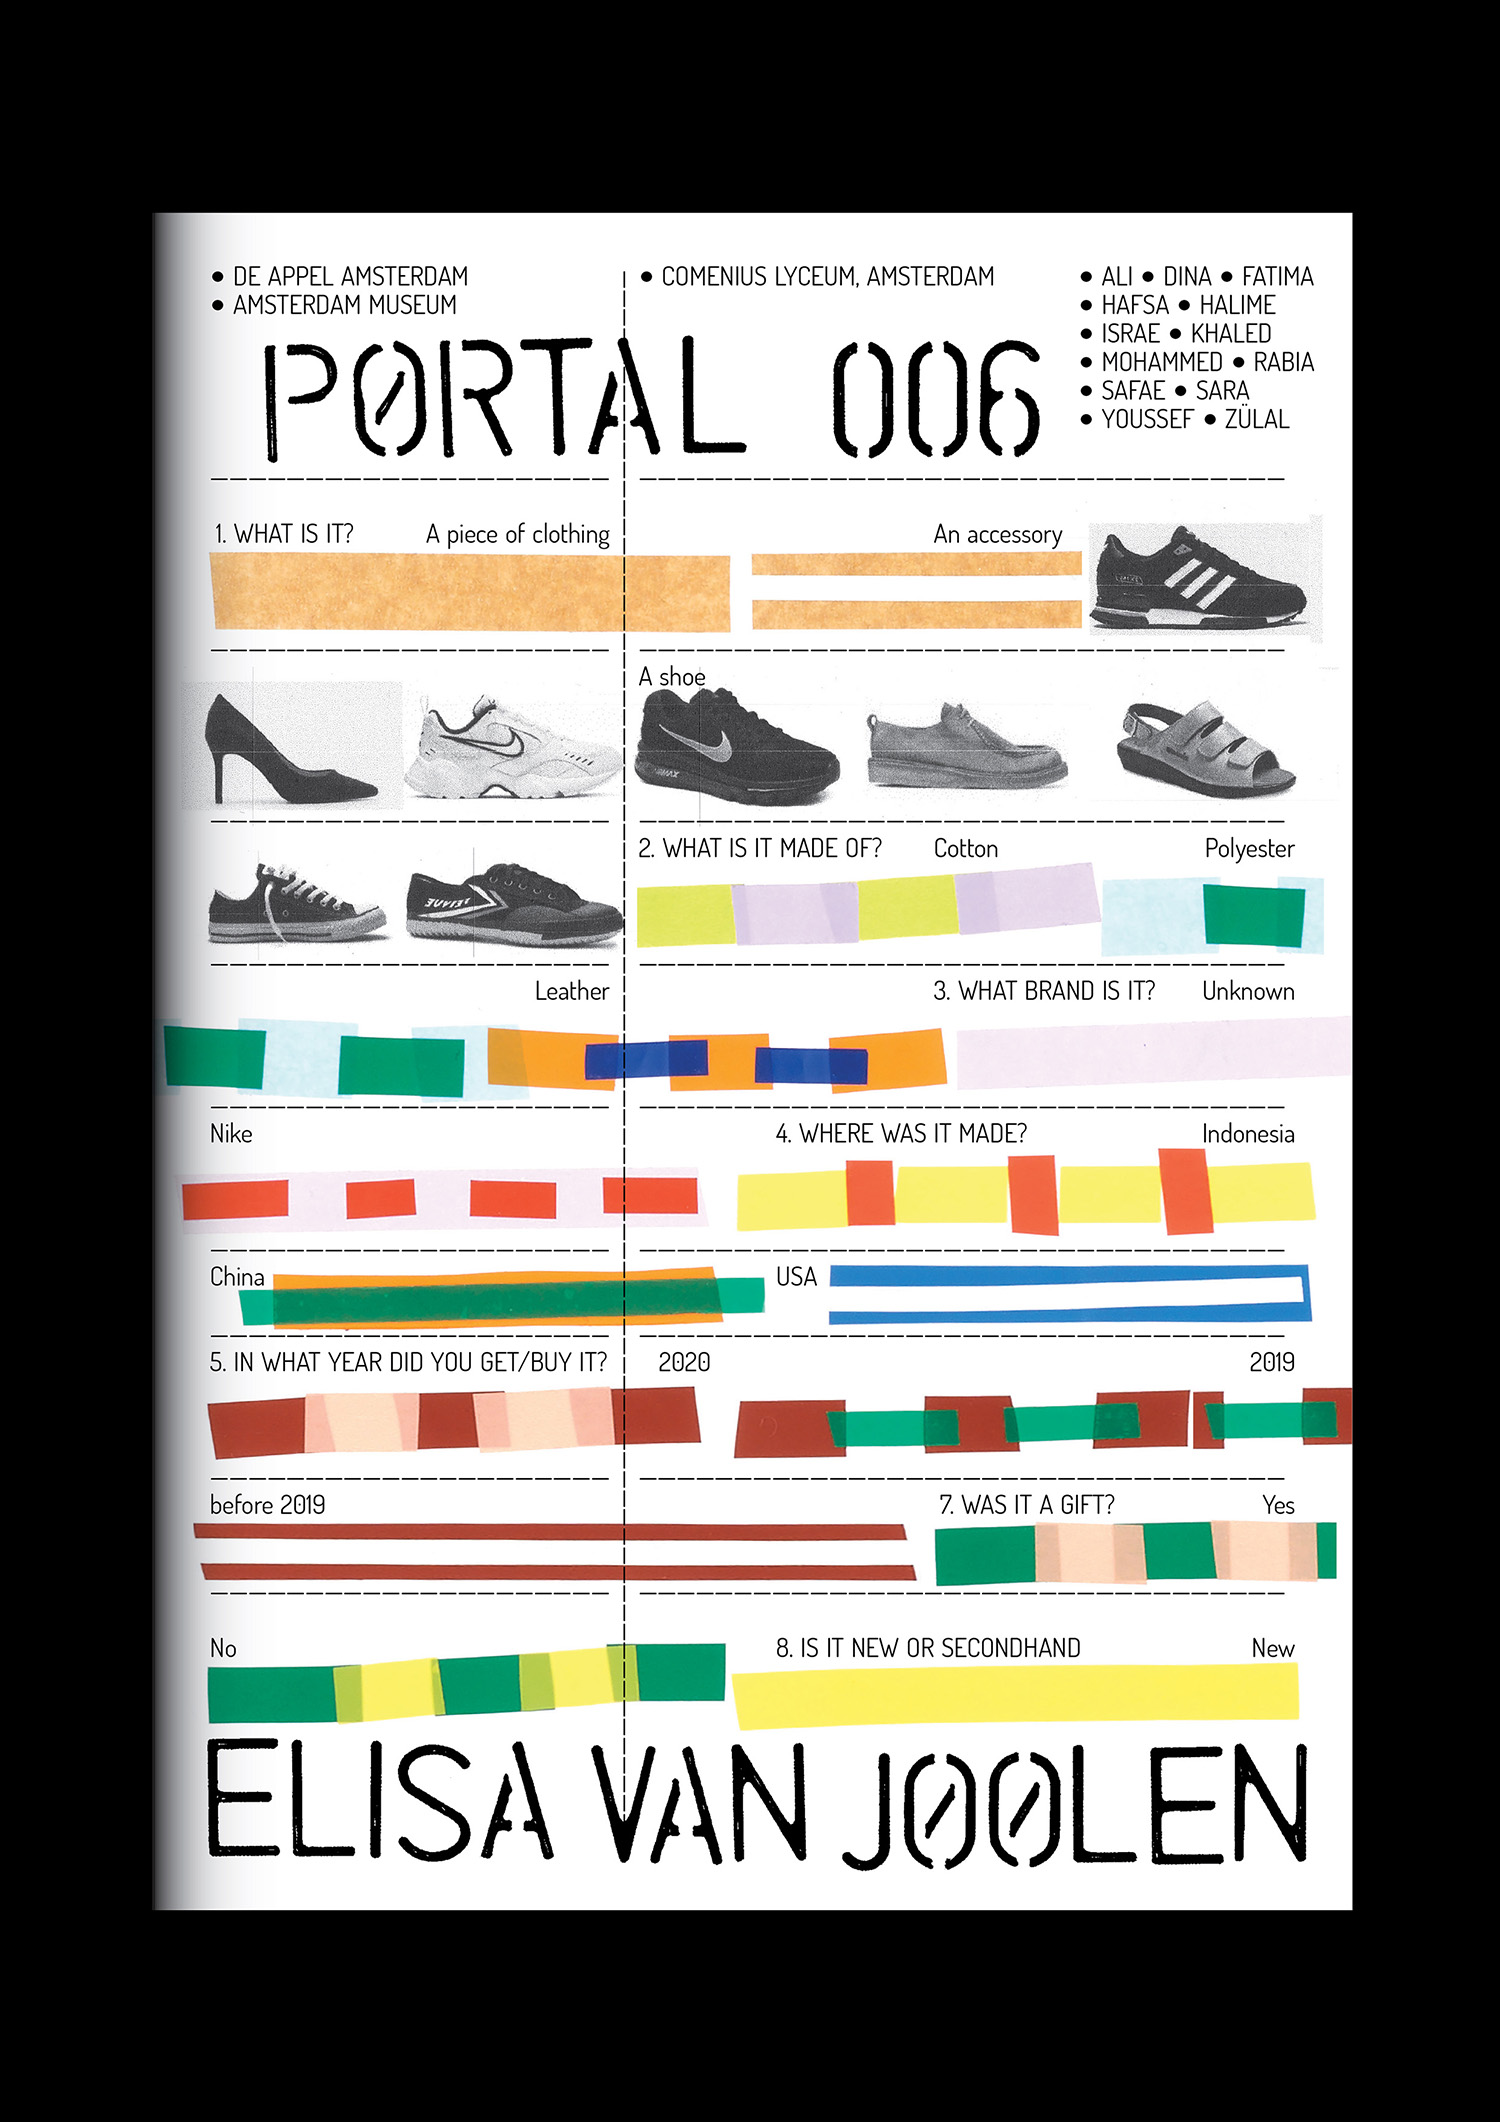 ● DE APPEL AMSTERDAM
● AMSTERDAM MUSEUM
● COMENIUS LYCEUM, AMSTERDAM
● ALI ● DINA ● FATIMA
● HAFSA ● HALIME
● ISRAE ● KHALED
● MOHAMMED ● RABIA
● SAFAE ● SARA
● YOUSSEF ● ZÜLAL
PORTAL 006
1. WHAT IS IT? A piece of clothing An accessory
A shoe
2. WHAT IS IT MADE OF? Cotton Polyester
Leather 3. WHAT BRAND IS IT? Unknown
Nike 4. WHERE WAS IT MADE? Indonesia
China USA
5. IN WHAT YEAR DID YOU GET/BUY IT? 2020 2019
before 2019 7. WAS IT A GIFT? Yes
No 8. IS IT NEW OR SECONDHAND New
ELISA VAN JOOLEN